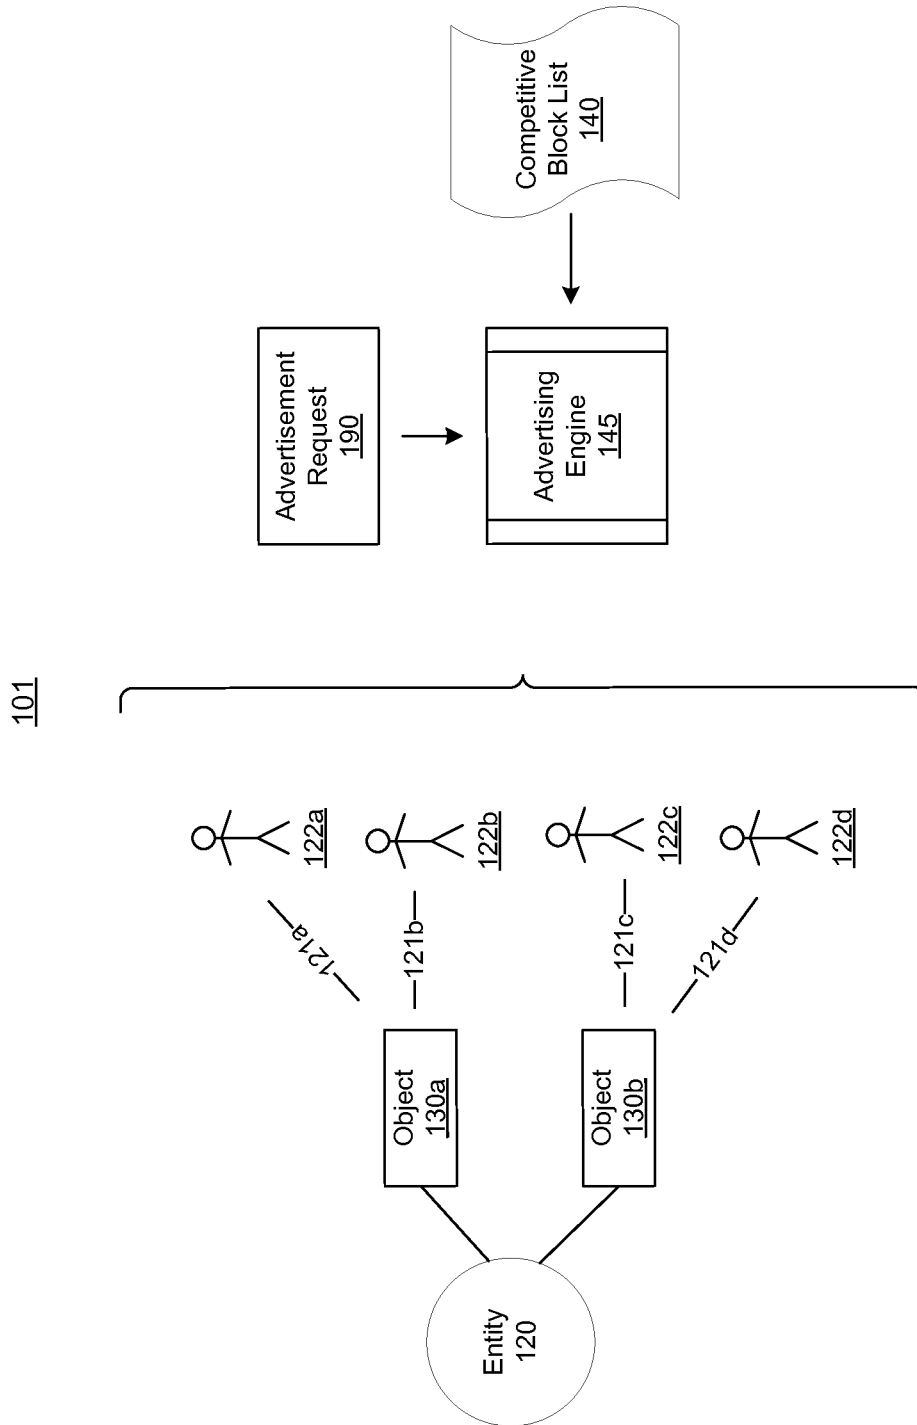 101
Entity
120
Object
130a
Object
130b
121a
121b
121c
121d
122a
122b
122c
122d
Advertisement
Request
190
Advertising
Engine
145
Competitive
Block List
140